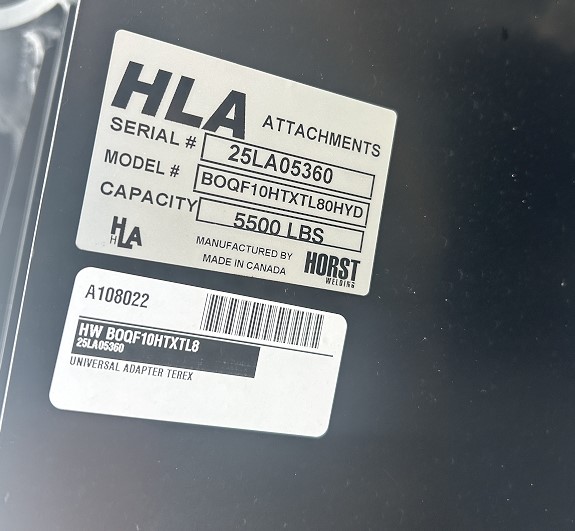 HLA ATTACHMENTS
SERIAL # 25LA05360
MODEL # BOQF10HTXTL80HYD
CAPACITY 5500 LBS
HLA
MANUFACTURED BY
MADE IN CANADA
HORST
WELDING
A108022
HW BOQF10HTXTL8
25LA05360
UNIVERSAL ADAPTER TEREX